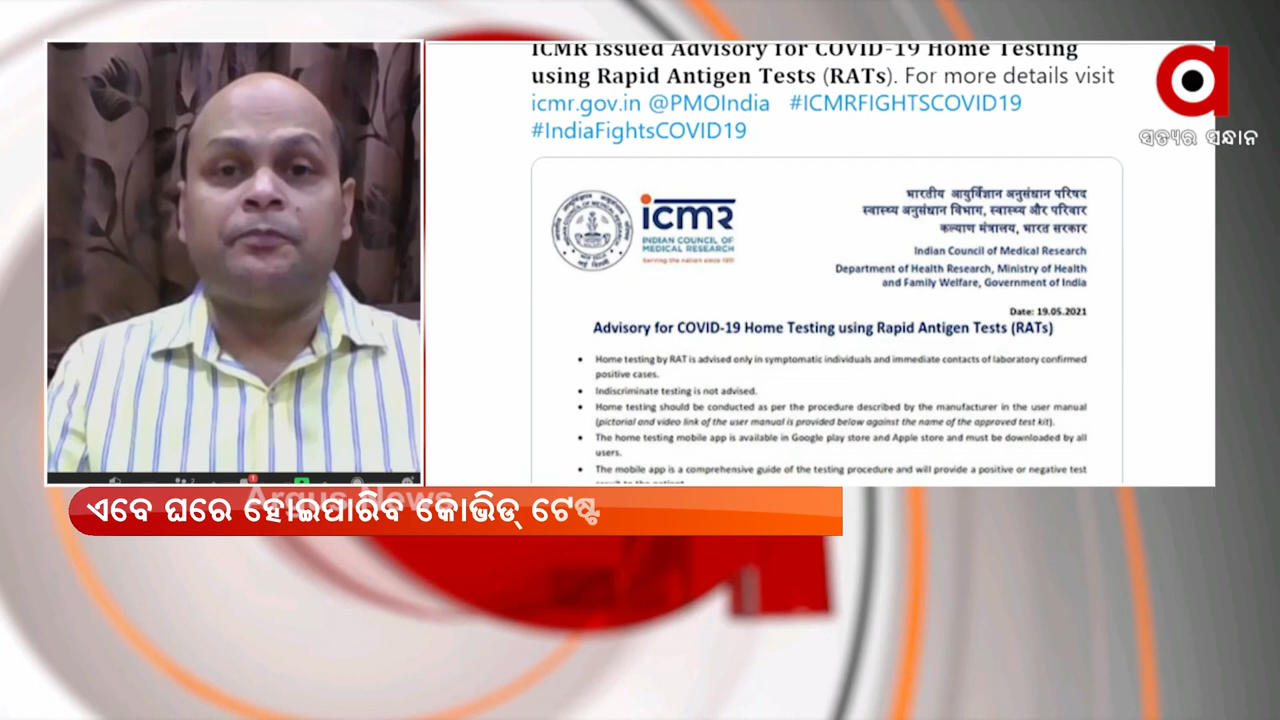 ICMR issued Advisory for COVID-19 Home Testing
using Rapid Antigen Tests (RATs). For more details visit
icmr.gov.in @PMOIndia #ICMRFIGHTSCOVID19
#IndiaFightsCOVID19
ସତ୍ୟର ସନ୍ଧାନ
icmr
INDIAN COUNCIL OF
MEDICAL RESEARCH
Serving the nation since 1911
भारतीय आयुर्विज्ञान अनुसंधान परिषद
स्वास्थ्य अनुसंधान विभाग, स्वास्थ्य और परिवार
कल्याण मंत्रालय, भारत सरकार
Indian Council of Medical Research
Department of Health Research, Ministry of Health
and Family Welfare, Government of India
Date: 19.05.2021
Advisory for COVID-19 Home Testing using Rapid Antigen Tests (RATs)
• Home testing by RAT is advised only in symptomatic individuals and immediate contacts of laboratory confirmed
positive cases.
• Indiscriminate testing is not advised.
• Home testing should be conducted as per the procedure described by the manufacturer in the user manual
(pictorial and video link of the user manual is provided below against the name of the approved test kit).
• The home testing mobile app is available in Google play store and Apple store and must be downloaded by all
users.
• The mobile app is a comprehensive guide of the testing procedure and will provide a positive or negative test
Argus News
ଏବେ ଘରେ ହୋଇପାରିବ କୋଭିଡ୍ ଟେଷ୍ଟ